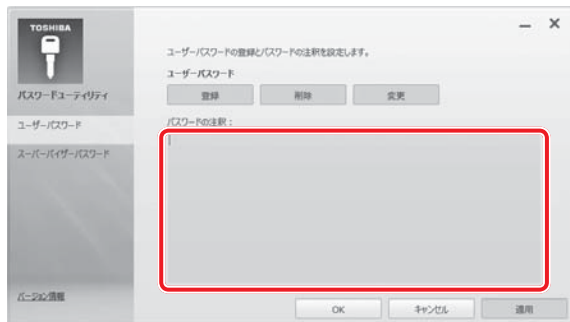 TOSHIBA
パスワードユーティリティ
ユーザーパスワード
スーパーバイザーパスワード
バージョン情報
ユーザーパスワードの登録とパスワードの注釈を設定します。
ユーザーパスワード
登録 削除 変更
パスワードの注釈：
OK キャンセル 適用